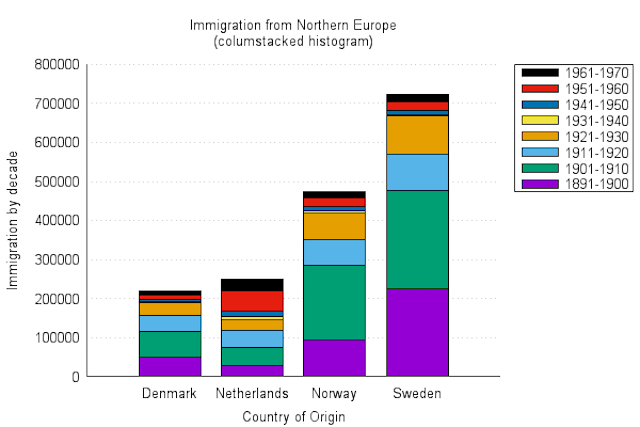 Immigration from Northern Europe
(columstacked histogram)
800000
700000
600000
500000
400000
300000
200000
100000
0
Immigration by decade
Denmark
Netherlands
Norway
Sweden
Country of Origin
1961-1970
1951-1960
1941-1950
1931-1940
1921-1930
1911-1920
1901-1910
1891-1900